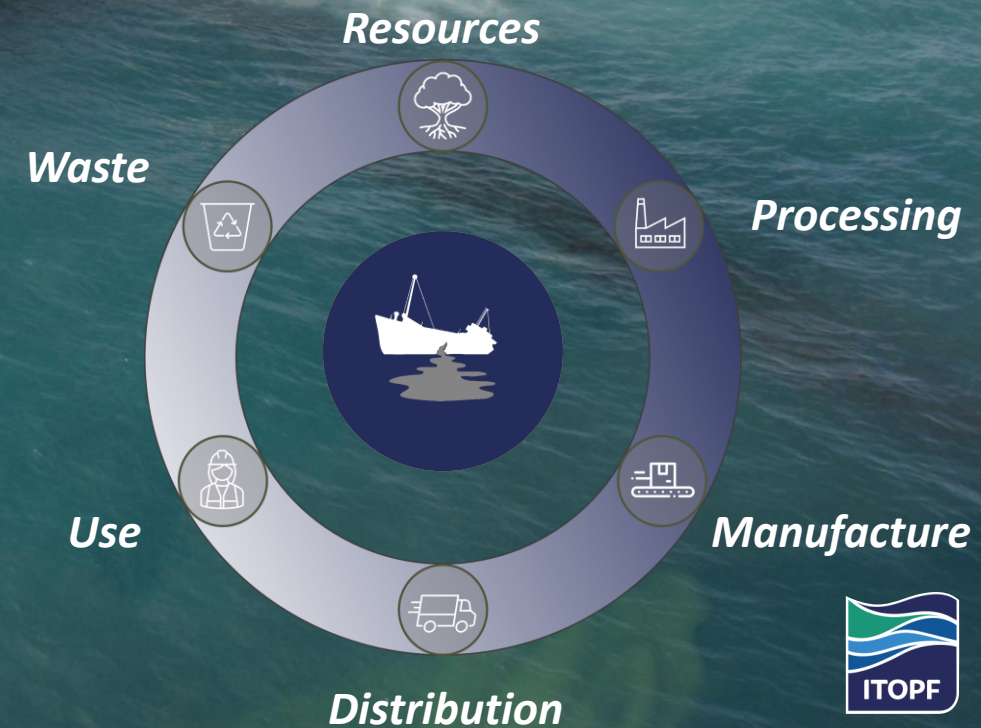 Resources
Waste
Processing
Use
Manufacture
Distribution
ITOPF